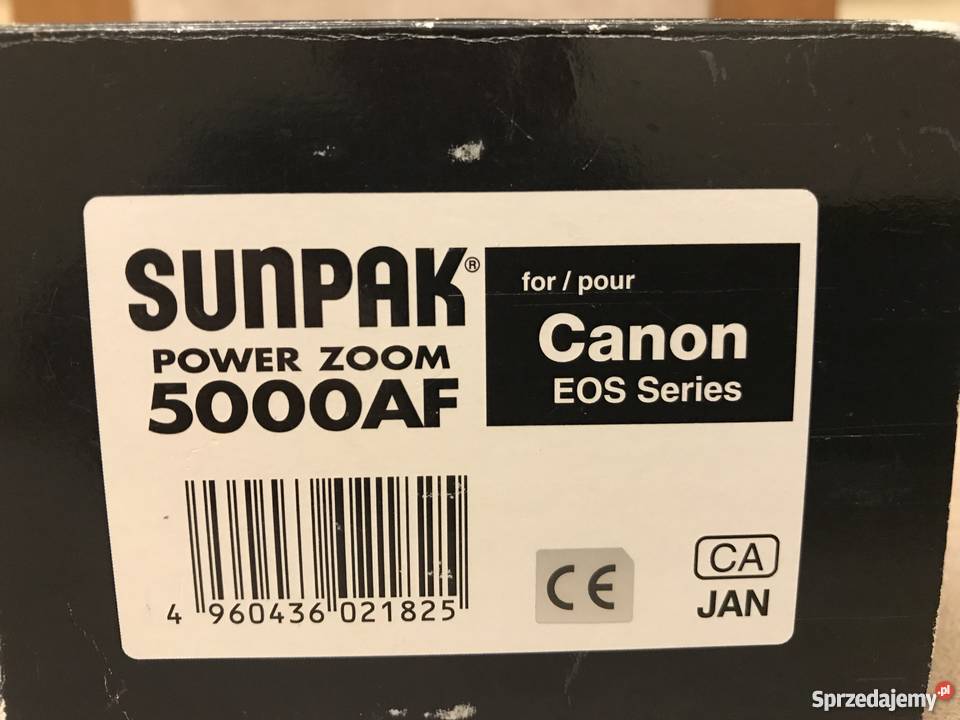 SUNPAK®
POWER ZOOM
5000AF
for / pour
Canon
EOS Series
4 960436 021825
CE
CA
JAN
Sprzedajemy.pl